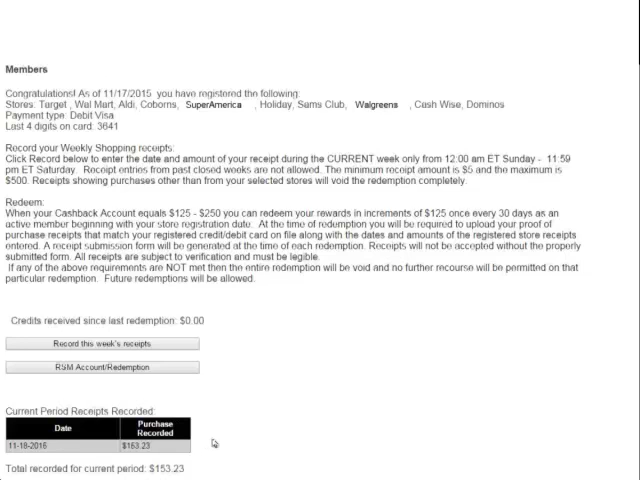 Members
Congratulations! As of 11/17/2015 you have registered the following:
Stores: Target , Wal Mart, Aldi, Coborns, SuperAmerica , Holiday, Sams Club, Walgreens , Cash Wise, Dominos
Payment type: Debit Visa
Last 4 digits on card: 3641
Record your Weekly Shopping receipts:
Click Record below to enter the date and amount of your receipt during the CURRENT week only from 12:00 am ET Sunday - 11:59
pm ET Saturday. Receipt entries from past closed weeks are not allowed. The minimum receipt amount is $5 and the maximum is
$500. Receipts showing purchases other than from your selected stores will void the redemption completely.
Redeem:
When your Cashback Account equals $125 - $250 you can redeem your rewards in increments of $125 once every 30 days as an
active member beginning with your store registration date. At the time of redemption you will be required to upload your proof of
purchase receipts that match your registered credit/debit card on file along with the dates and amounts of the registered store receipts
entered. A receipt submission form will be generated at the time of each redemption. Receipts will not be accepted without the properly
submitted form. All receipts are subject to verification and must be legible.
If any of the above requirements are NOT met then the entire redemption will be void and no further recourse will be permitted on that
particular redemption. Future redemptions will be allowed.
Credits received since last redemption: $0.00
Record this week's receipts
RSM Account/Redemption
Current Period Receipts Recorded:
Date Purchase Recorded
11-18-2015 $153.23
Total recorded for current period: $153.23